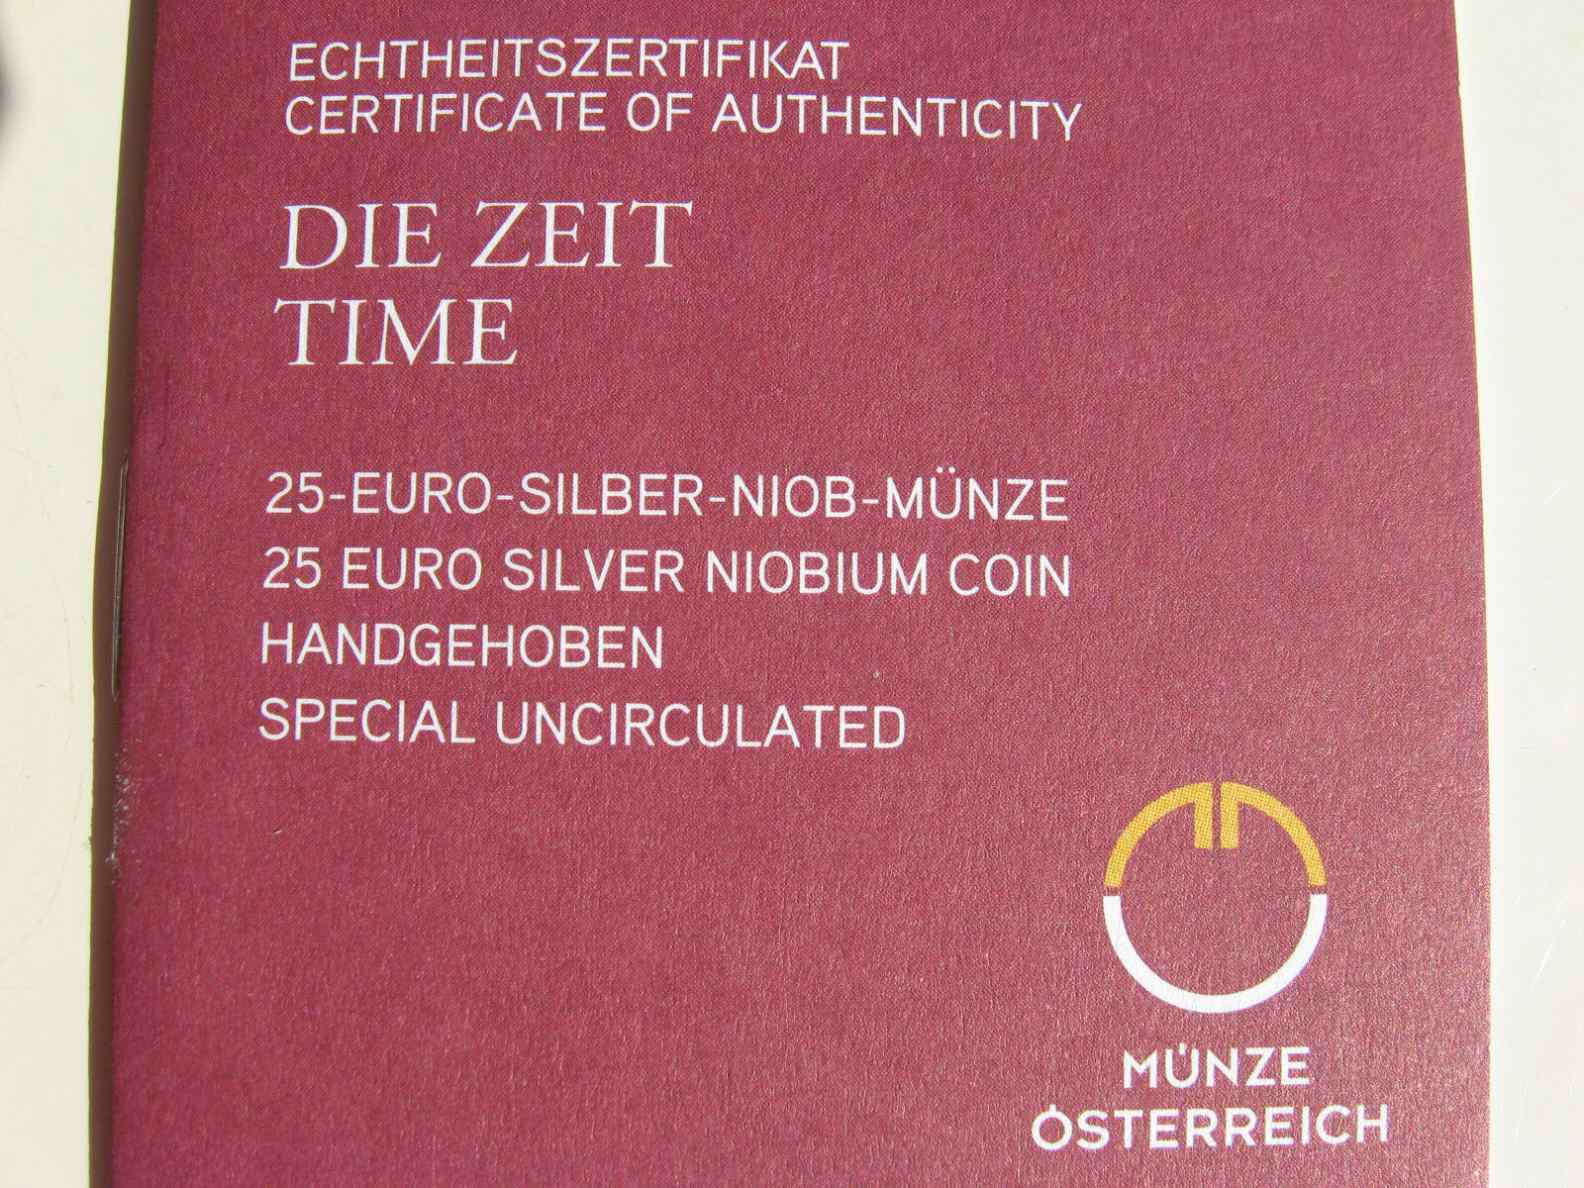 ECHTHEITSZERTIFIKAT
CERTIFICATE OF AUTHENTICITY
DIE ZEIT
TIME
25-EURO-SILBER-NIOB-MÜNZE
25 EURO SILVER NIOBIUM COIN
HANDGEHOBEN
SPECIAL UNCIRCULATED
MÜNZE
ÖSTERREICH